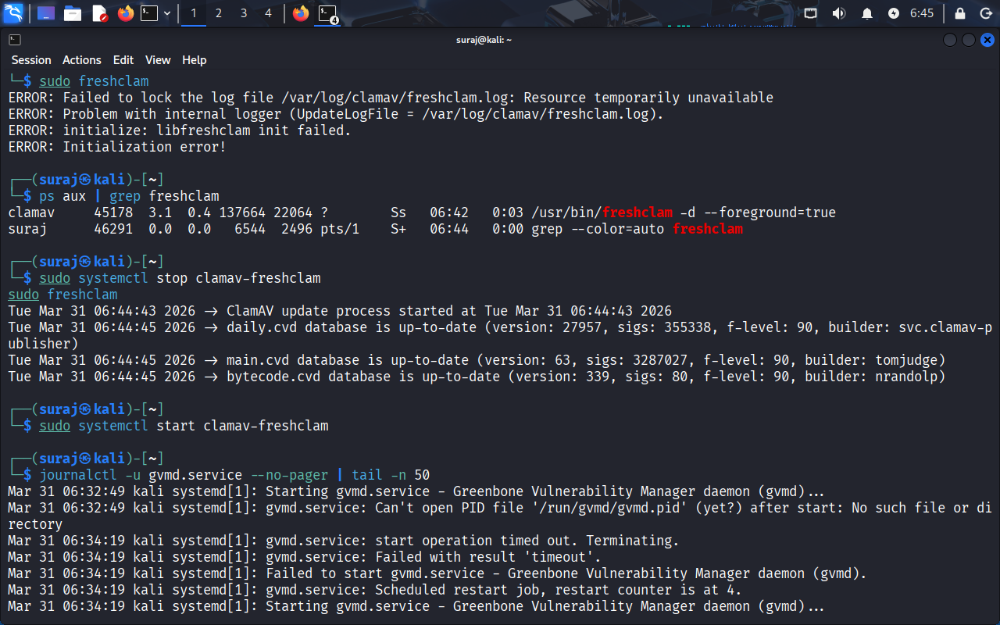 1 2 3 4 4 6:45
suraj@kali: ~
Session Actions Edit View Help
└─$ sudo freshclam
ERROR: Failed to lock the log file /var/log/clamav/freshclam.log: Resource temporarily unavailable
ERROR: Problem with internal logger (UpdateLogFile = /var/log/clamav/freshclam.log).
ERROR: initialize: libfreshclam init failed.
ERROR: Initialization error!
┌──(suraj㉿kali)-[~]
└─$ ps aux | grep freshclam
clamav     45178  3.1  0.4 137664 22064 ?        Ss   06:42   0:03 /usr/bin/freshclam -d --foreground=true
suraj      46291  0.0  0.0   6544  2496 pts/1    S+   06:44   0:00 grep --color=auto freshclam
┌──(suraj㉿kali)-[~]
└─$ sudo systemctl stop clamav-freshclam
sudo freshclam
Tue Mar 31 06:44:43 2026 -> ClamAV update process started at Tue Mar 31 06:44:43 2026
Tue Mar 31 06:44:45 2026 -> daily.cvd database is up-to-date (version: 27957, sigs: 355338, f-level: 90, builder: svc.clamav-p
ublisher)
Tue Mar 31 06:44:45 2026 -> main.cvd database is up-to-date (version: 63, sigs: 3287027, f-level: 90, builder: tomjudge)
Tue Mar 31 06:44:45 2026 -> bytecode.cvd database is up-to-date (version: 339, sigs: 80, f-level: 90, builder: nrandolp)
┌──(suraj㉿kali)-[~]
└─$ sudo systemctl start clamav-freshclam
┌──(suraj㉿kali)-[~]
└─$ journalctl -u gvmd.service --no-pager | tail -n 50
Mar 31 06:32:49 kali systemd[1]: Starting gvmd.service - Greenbone Vulnerability Manager daemon (gvmd)...
Mar 31 06:32:49 kali systemd[1]: gvmd.service: Can't open PID file '/run/gvmd/gvmd.pid' (yet?) after start: No such file or di
rectory
Mar 31 06:34:19 kali systemd[1]: gvmd.service: start operation timed out. Terminating.
Mar 31 06:34:19 kali systemd[1]: gvmd.service: Failed with result 'timeout'.
Mar 31 06:34:19 kali systemd[1]: Failed to start gvmd.service - Greenbone Vulnerability Manager daemon (gvmd).
Mar 31 06:34:19 kali systemd[1]: gvmd.service: Scheduled restart job, restart counter is at 4.
Mar 31 06:34:19 kali systemd[1]: Starting gvmd.service - Greenbone Vulnerability Manager daemon (gvmd)...